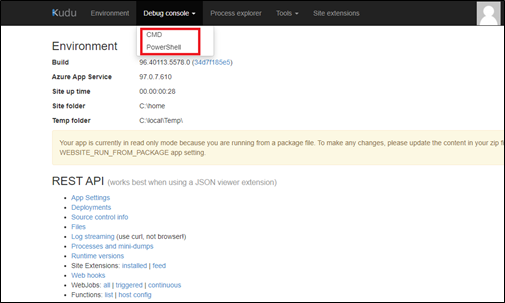 Kudu Environment Debug console Process explorer Tools Site extensions
CMD
PowerShell
Environment
Build 96.40113.5578.0 (34d7f185e5)
Azure App Service 97.0.7.610
Site up time 00.00:00:28
Site folder C:\home
Temp folder C:\local\Temp\
Your app is currently in read only mode because you are running from a package file. To make any changes, please update the content in your zip f
WEBSITE_RUN_FROM_PACKAGE app setting.
REST API (works best when using a JSON viewer extension)
• App Settings
• Deployments
• Source control info
• Files
• Log streaming (use curl, not browser!)
• Processes and mini-dumps
• Runtime versions
• Site Extensions: installed | feed
• Web hooks
• WebJobs: all | triggered | continuous
• Functions: list | host config